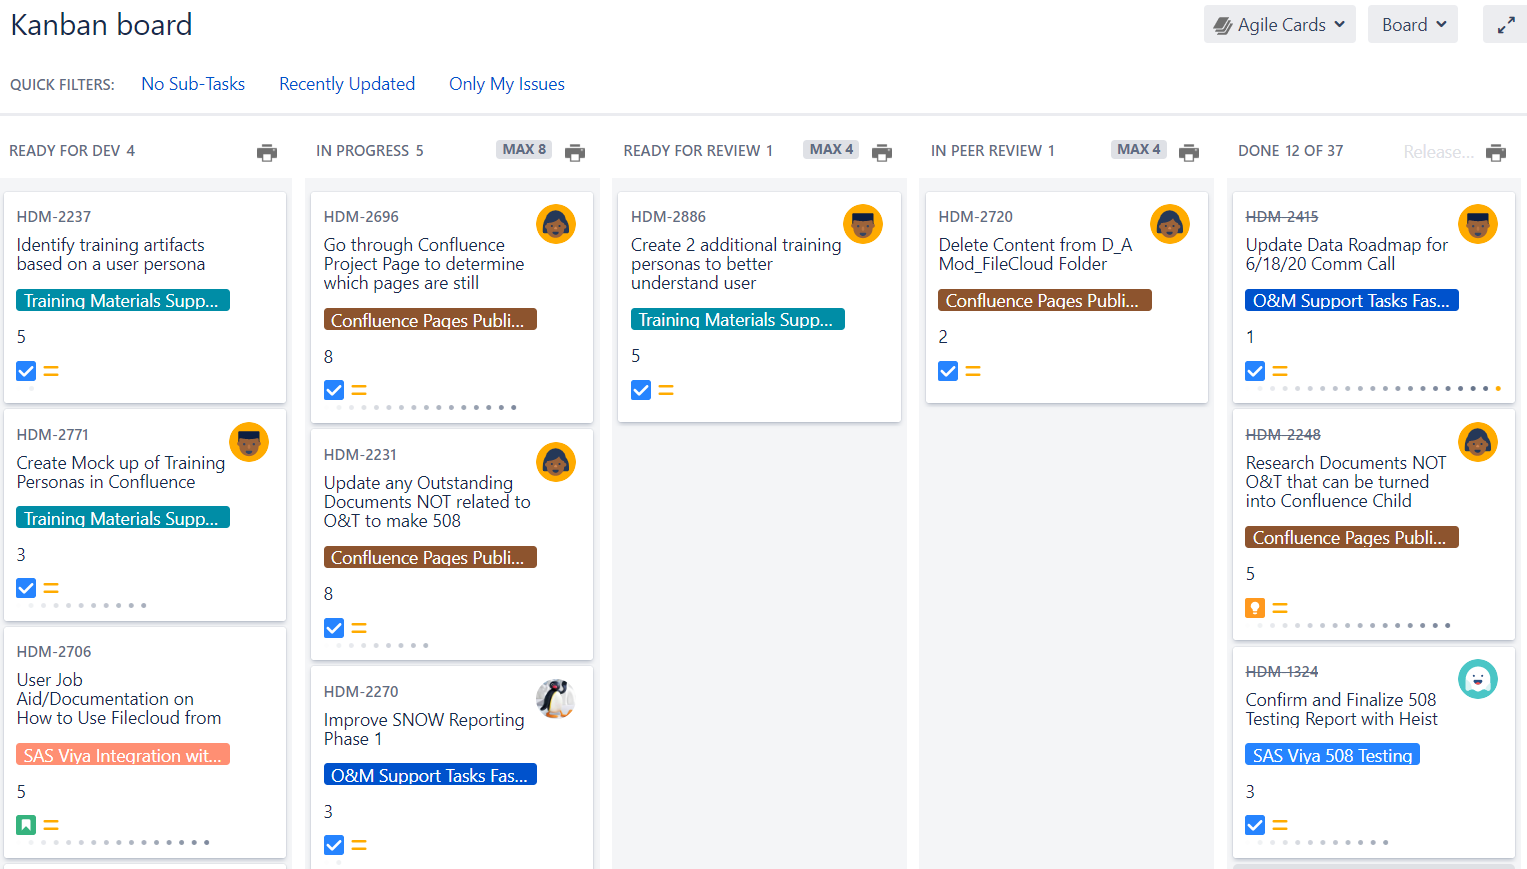 Kanban board
Agile Cards
Board
QUICK FILTERS:
No Sub-Tasks
Recently Updated
Only My Issues
READY FOR DEV 4
IN PROGRESS 5
MAX 8
READY FOR REVIEW 1
MAX 4
IN PEER REVIEW 1
MAX 4
DONE 12 OF 37
Release...
HDM-2237
Identify training artifacts
based on a user persona
Training Materials Supp...
5
HDM-2771
Create Mock up of Training
Personas in Confluence
Training Materials Supp...
3
HDM-2706
User Job
Aid/Documentation on
How to Use Filecloud from
SAS Viya Integration wit...
5
HDM-2696
Go through Confluence
Project Page to determine
which pages are still
Confluence Pages Publi...
8
HDM-2231
Update any Outstanding
Documents NOT related to
O&T to make 508
Confluence Pages Publi...
8
HDM-2270
Improve SNOW Reporting
Phase 1
O&M Support Tasks Fas...
3
HDM-2886
Create 2 additional training
personas to better
understand user
Training Materials Supp...
5
HDM-2720
Delete Content from D_A
Mod_FileCloud Folder
Confluence Pages Publi...
2
HDM-2415
Update Data Roadmap for
6/18/20 Comm Call
O&M Support Tasks Fas...
1
HDM-2248
Research Documents NOT
O&T that can be turned
into Confluence Child
Confluence Pages Publi...
5
HDM-1324
Confirm and Finalize 508
Testing Report with Heist
SAS Viya 508 Testing
3